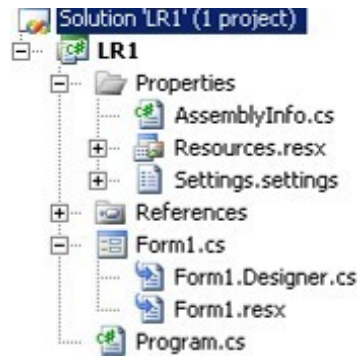 Solution 'LR1' (1 project)
LR1
Properties
AssemblyInfo.cs
Resources.resx
Settings.settings
References
Form1.cs
Form1.Designer.cs
Form1.resx
Program.cs